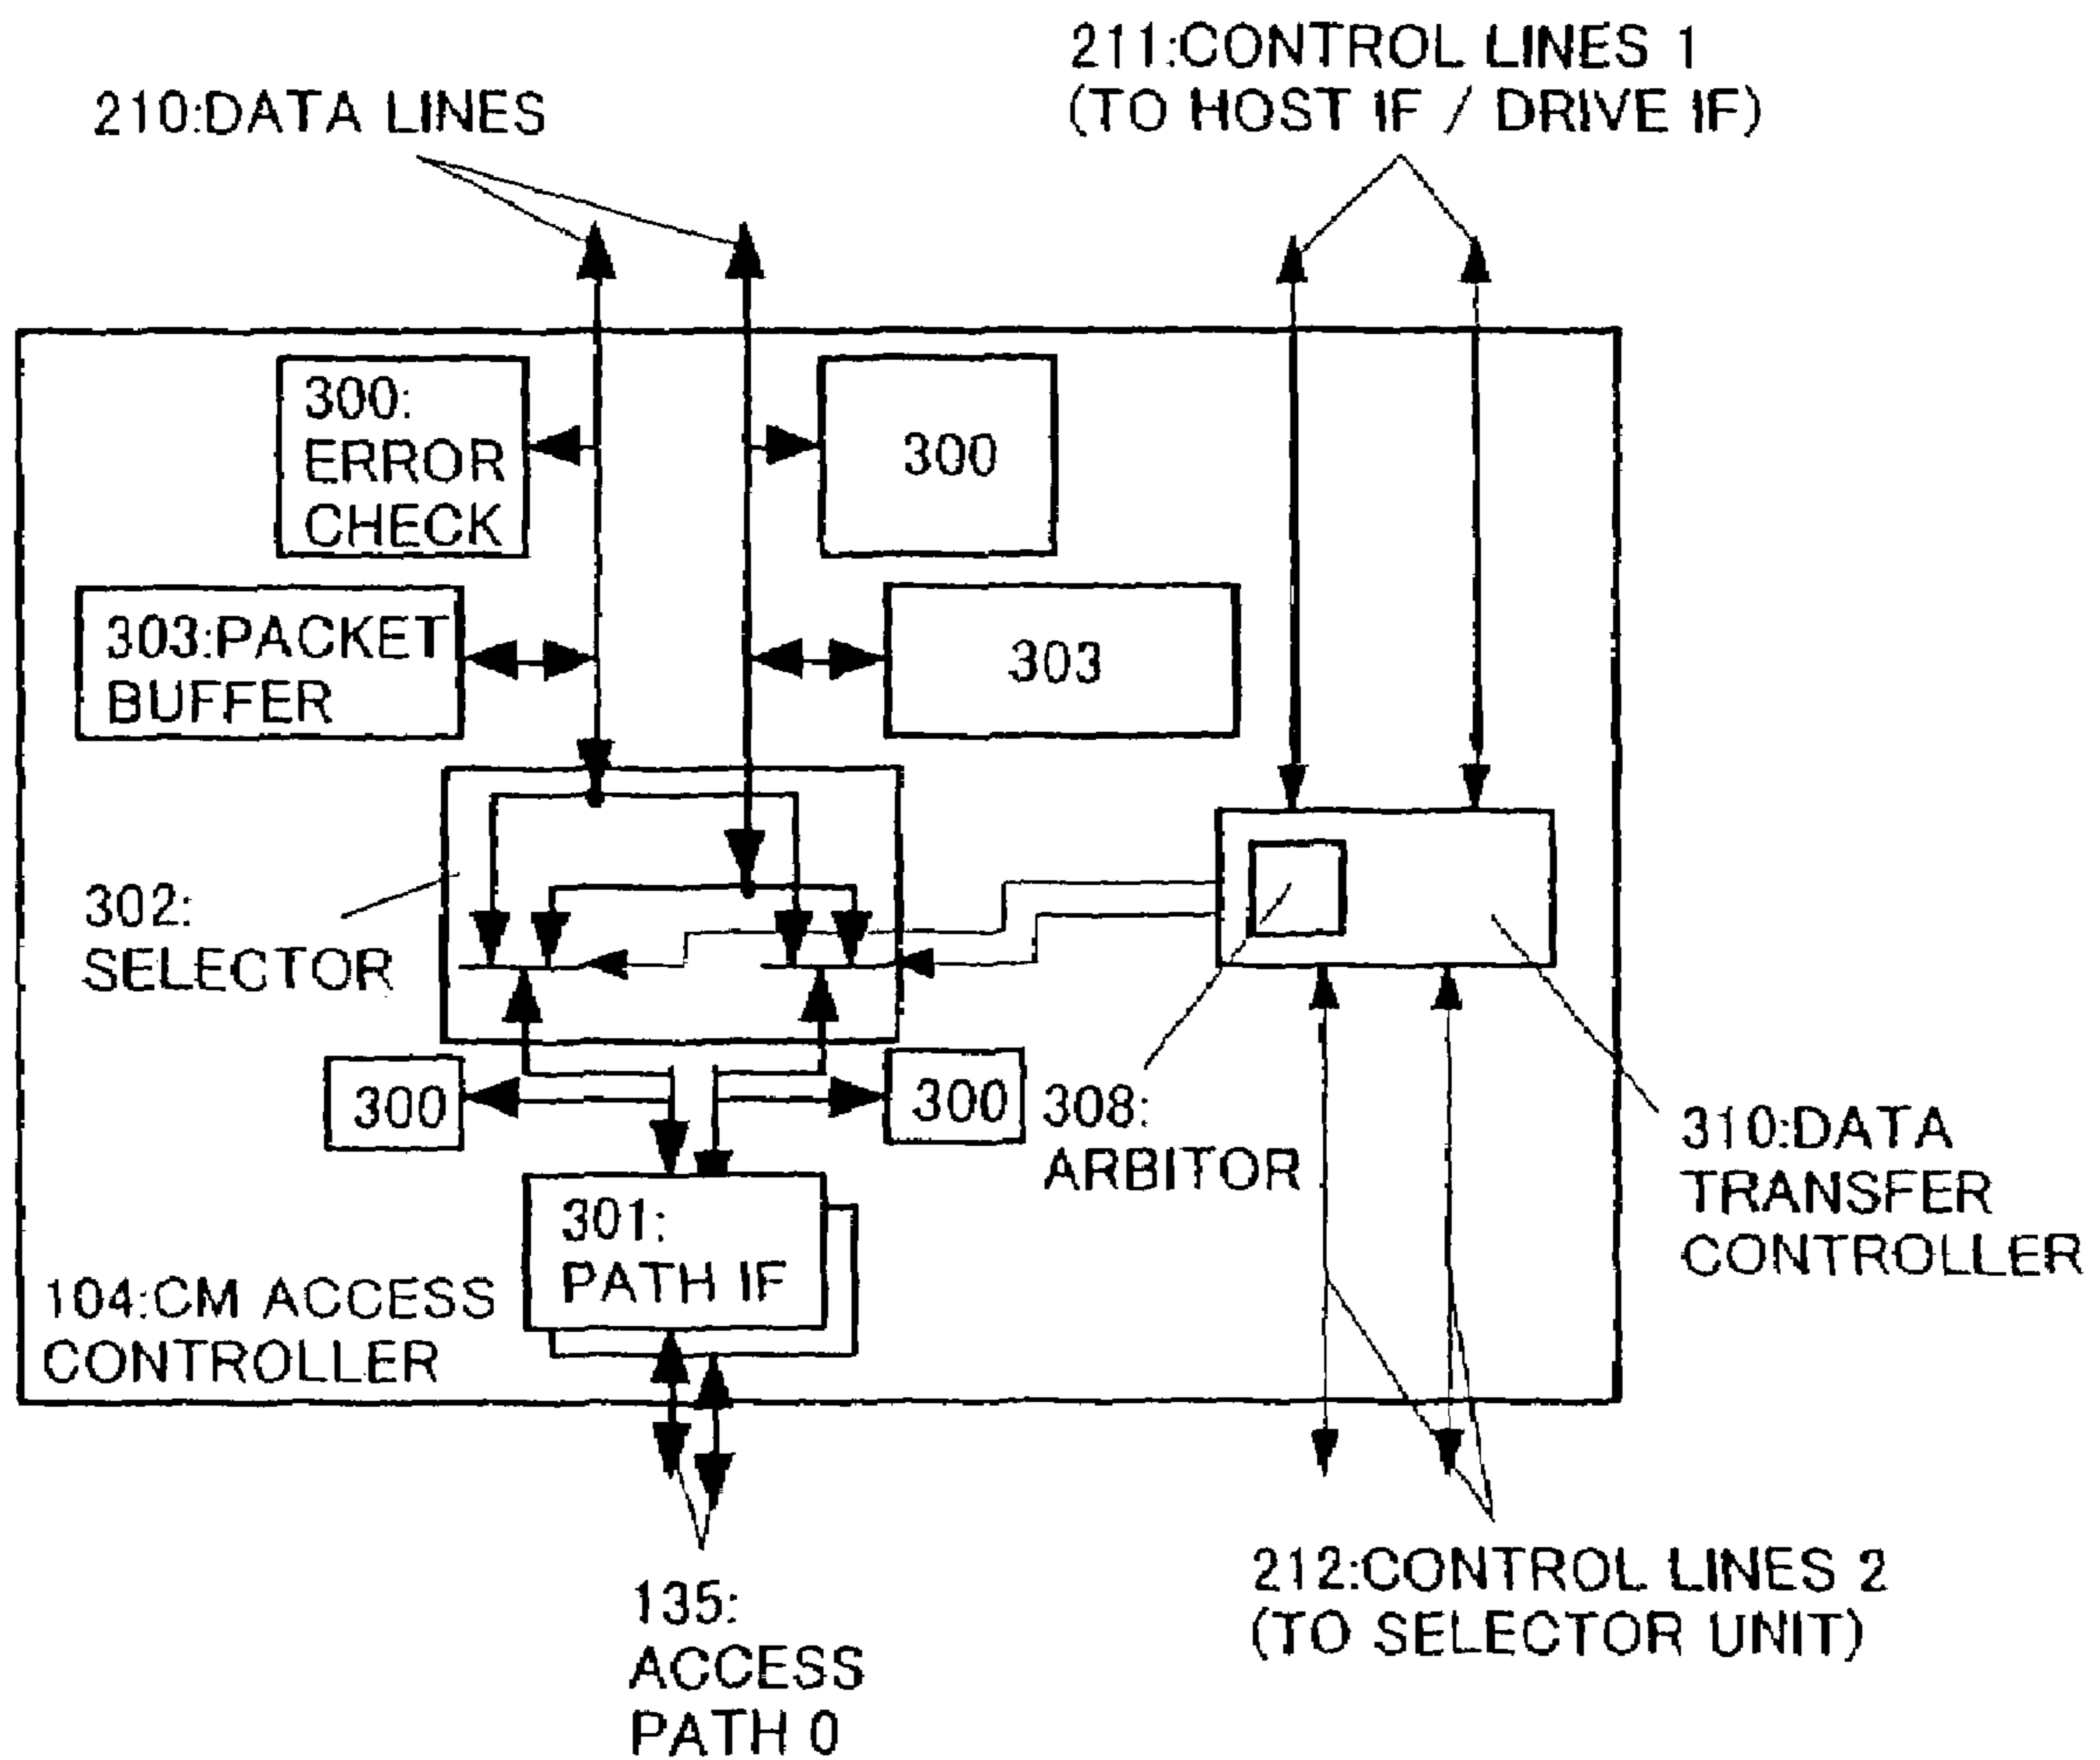 211:CONTROL LINES 1
(TO HOST IF / DRIVE IF)
210:DATA LINES
300:
ERROR
CHECK
300
303:PACKET
BUFFER
303
302:
SELECTOR
300
300
308:
ARBITOR
310:DATA
TRANSFER
CONTROLLER
301:
PATH IF
104:CM ACCESS
CONTROLLER
212:CONTROL LINES 2
(TO SELECTOR UNIT)
135:
ACCESS
PATH 0